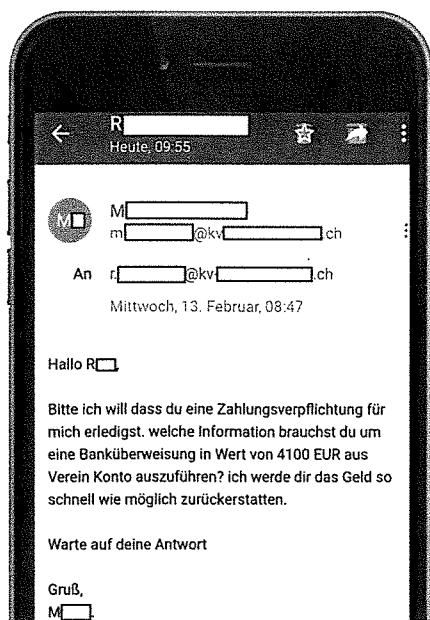 R
Heute, 09:55
M
M
m @kv .ch
An r. @kv .ch
Mittwoch, 13. Februar, 08:47
Hallo R ,
Bitte ich will dass du eine Zahlungsverpflichtung für
mich erledigst. welche Information brauchst du um
eine Banküberweisung in Wert von 4100 EUR aus
Verein Konto auszuführen? ich werde dir das Geld so
schnell wie möglich zurückerstatten.
Warte auf deine Antwort
Gruß,
M .